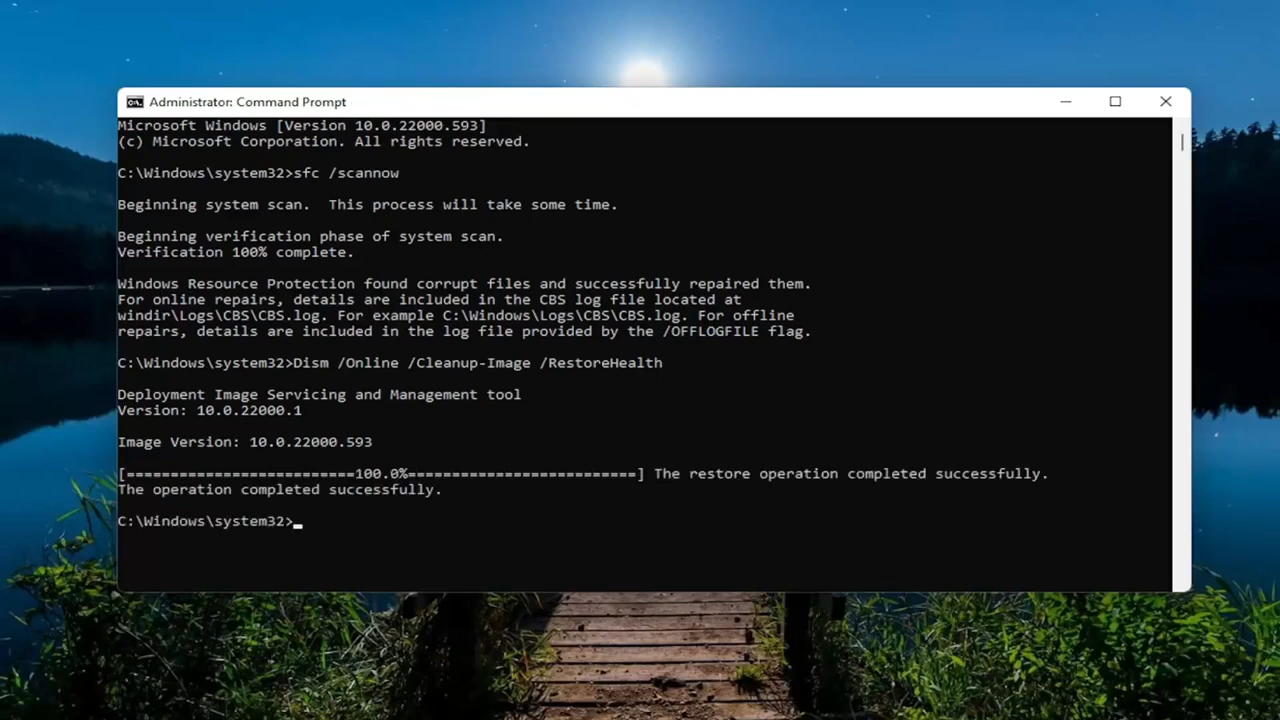 Administrator: Command Prompt
Microsoft Windows [Version 10.0.22000.593]
(c) Microsoft Corporation. All rights reserved.
C:\Windows\system32>sfc /scannow
Beginning system scan.  This process will take some time.
Beginning verification phase of system scan.
Verification 100% complete.
Windows Resource Protection found corrupt files and successfully repaired them.
For online repairs, details are included in the CBS log file located at
windir\Logs\CBS\CBS.log. For example C:\Windows\Logs\CBS\CBS.log. For offline
repairs, details are included in the log file provided by the /OFFLOGFILE flag.
C:\Windows\system32>Dism /Online /Cleanup-Image /RestoreHealth
Deployment Image Servicing and Management tool
Version: 10.0.22000.1
Image Version: 10.0.22000.593
[==========================100.0%==========================] The restore operation completed successfully.
The operation completed successfully.
C:\Windows\system32>